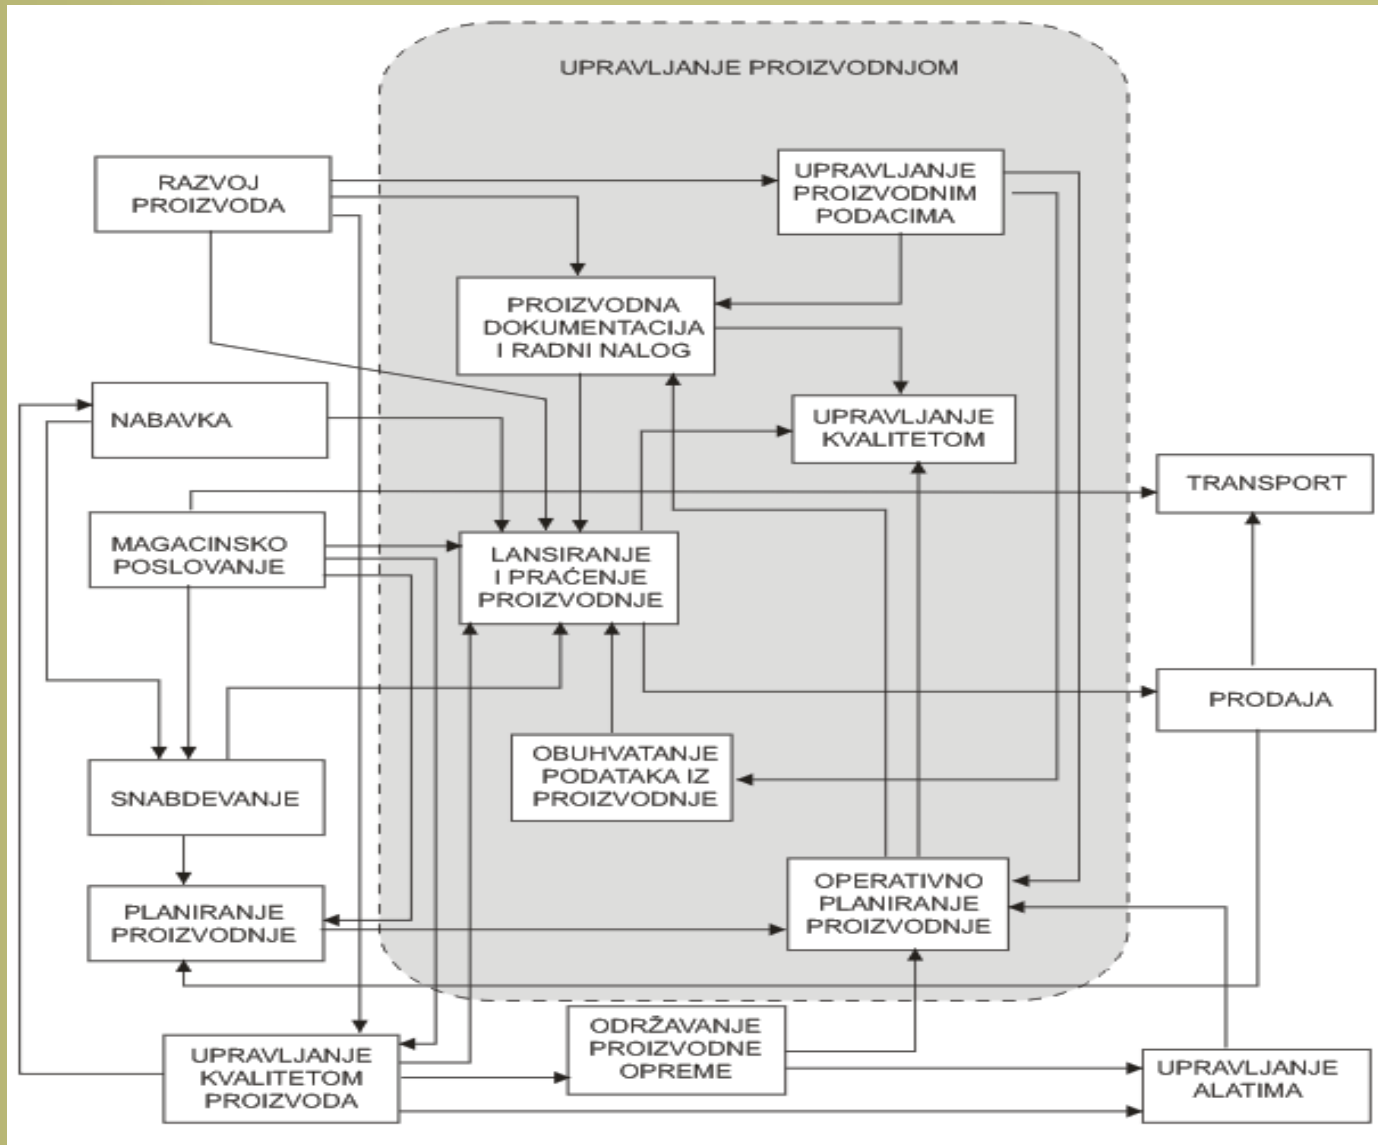 UPRAVLJANJE PROIZVODNJOM
RAZVOJ
PROIZVODA
UPRAVLJANJE
PROIZVODNIM
PODACIMA
PROIZVODNA
DOKUMENTACIJA
I RADNI NALOG
NABAVKA
UPRAVLJANJE
KVALITETOM
TRANSPORT
MAGACINSKO
POSLOVANJE
LANSIRANJE
I PRAĆENJE
PROIZVODNJE
PRODAJA
SNABDEVANJE
OBUHVATANJE
PODATAKA IZ
PROIZVODNJE
PLANIRANJE
PROIZVODNJE
OPERATIVNO
PLANIRANJE
PROIZVODNJE
UPRAVLJANJE
KVALITETOM
PROIZVODA
ODRŽAVANJE
PROIZVODNE
OPREME
UPRAVLJANJE
ALATIMA